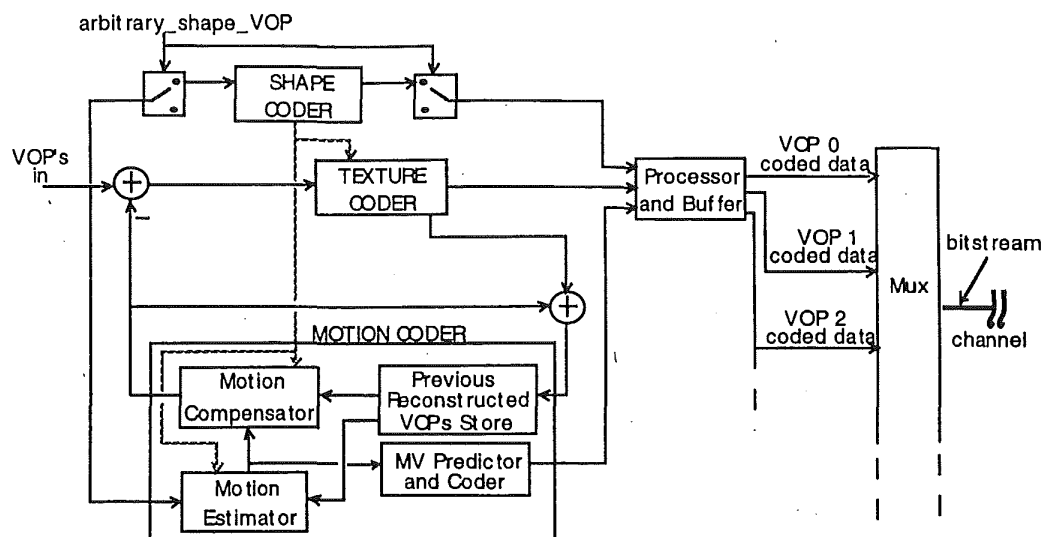 arbitrary_shape_VOP
SHAPE
CODER
VOP's
in
TEXTURE
CODER
Processor
and Buffer
VOP 0
coded data
VOP 1
coded data
VOP 2
coded data
Mux
bitstream
channel
MOTION CODER
Motion
Compensator
Previous
Reconstructed
VOPs Store
MV Predictor
and Coder
Motion
Estimator